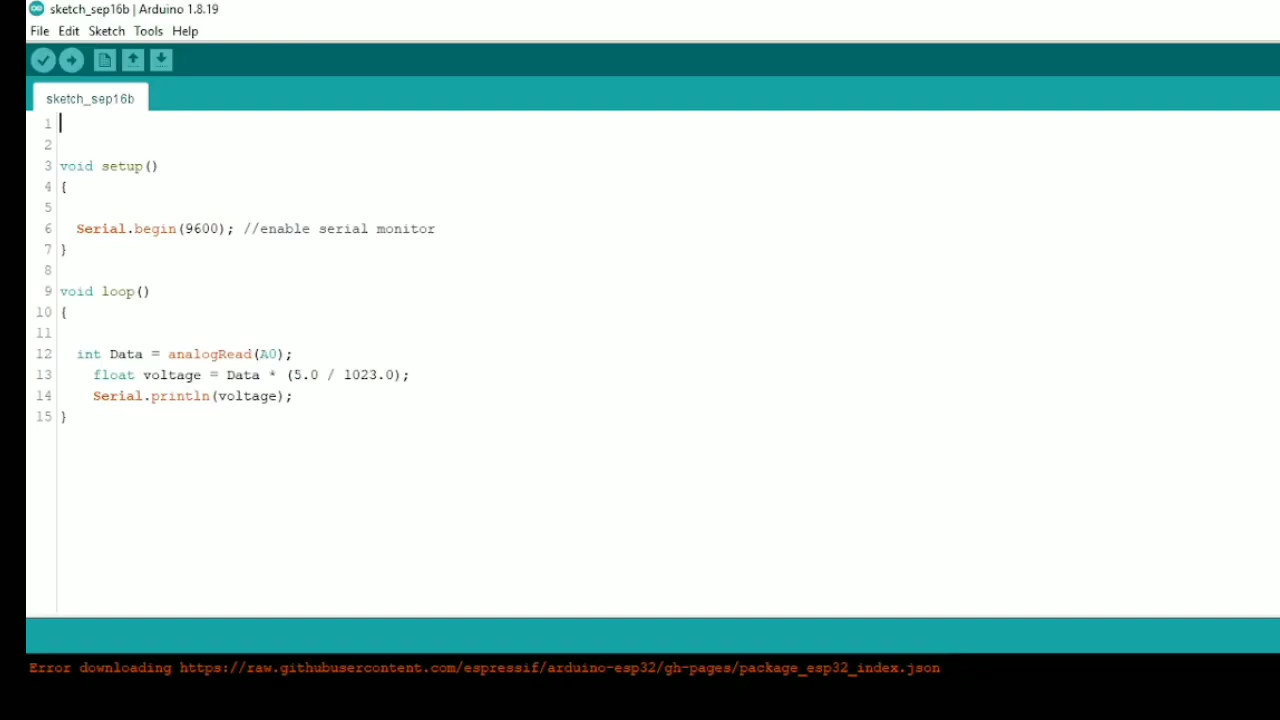 sketch_sep16b | Arduino 1.8.19
File Edit Sketch Tools Help
sketch_sep16b
1
2
3 void setup()
4 {
5
6 Serial.begin(9600); //enable serial monitor
7 }
8
9 void loop()
10 {
11
12 int Data = analogRead(A0);
13 float voltage = Data * (5.0 / 1023.0);
14 Serial.println(voltage);
15 }
Error downloading https://raw.githubusercontent.com/espressif/arduino-esp32/gh-pages/package_esp32_index.json